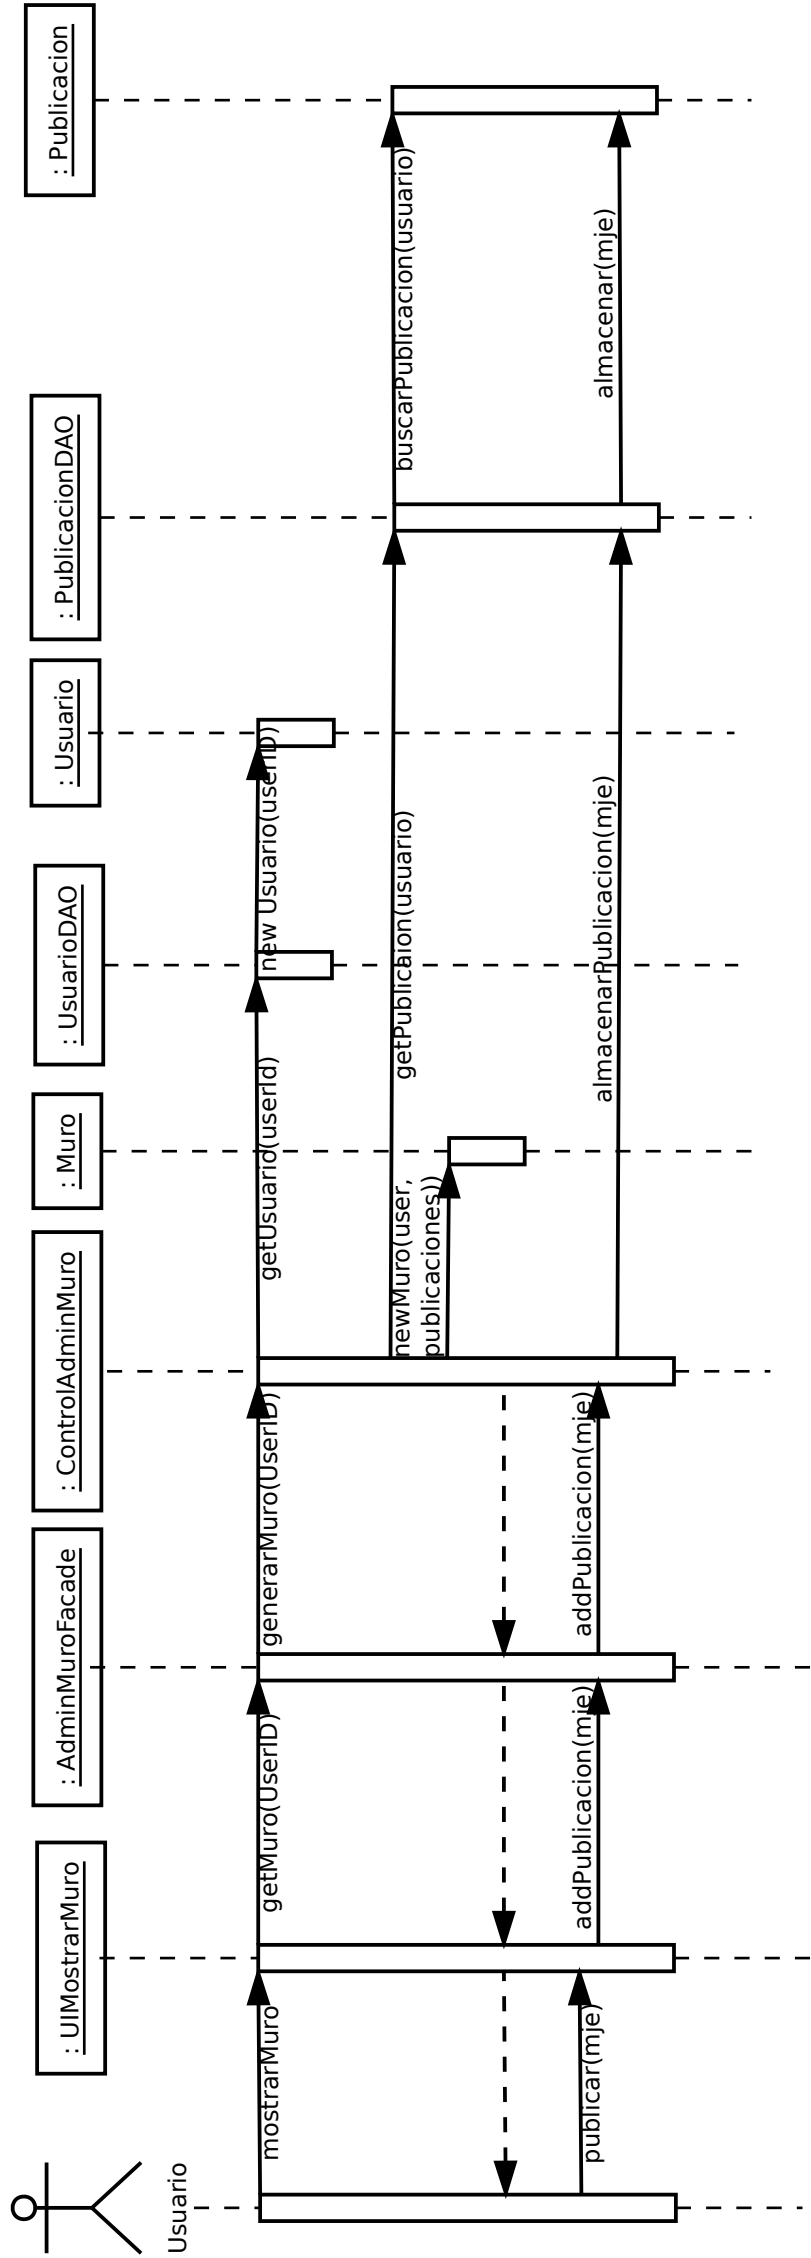 Usuario
: UIMostrarMuro
: AdminMuroFacade
: ControlAdminMuro
: Muro
: UsuarioDAO
: Usuario
: PublicacionDAO
: Publicacion
mostrarMuro
getMuro(UserID)
generarMuro(UserID)
getUsuario(userId)
new Usuario(userID)
getPublicaion(usuario)
buscarPublicacion(usuario)
newMuro(user,
publicaciones))
publicar(mje)
addPublicacion(mje)
addPublicacion(mje)
almacenarPublicacion(mje)
almacenar(mje)